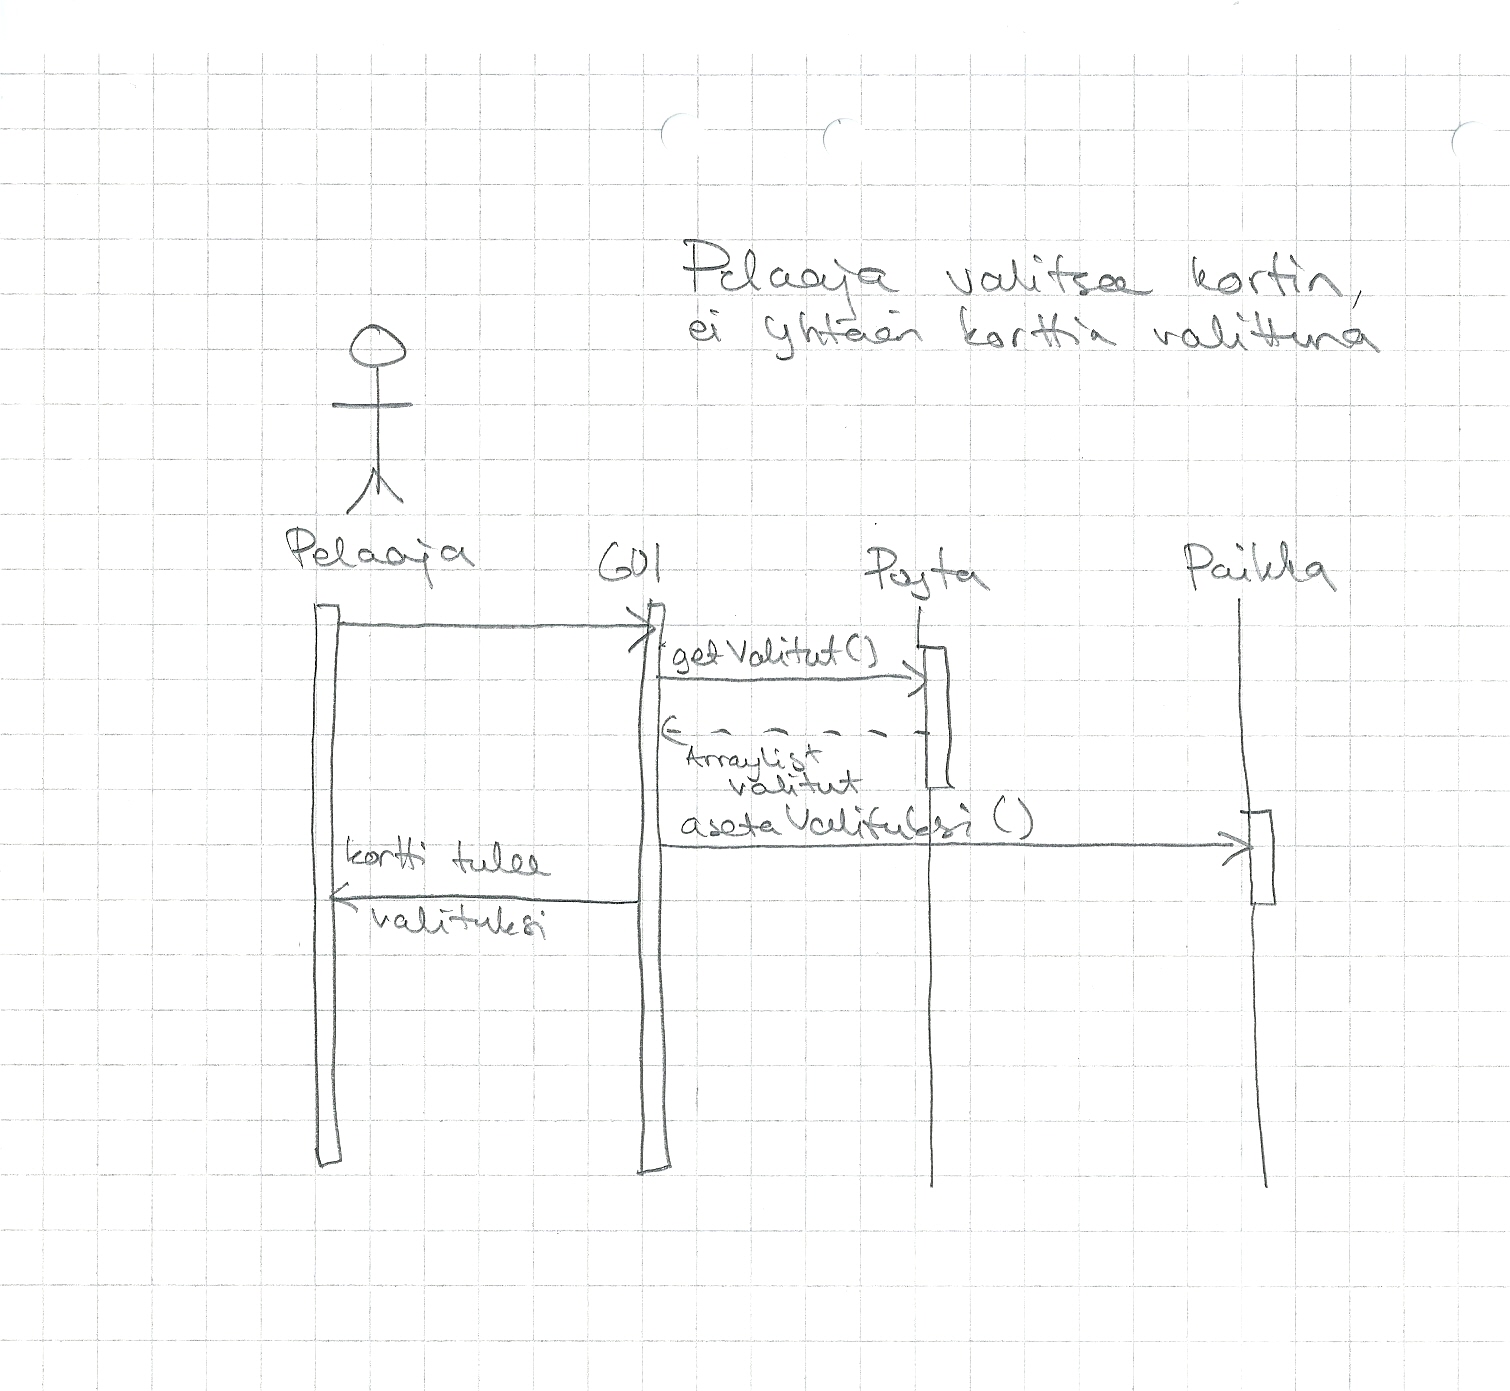 Pelaaja valitsee kortin,
ei yhtään korttia valittuna
Pelaaja
GUI
Pöytä
Paikka
getValitut()
ArrayList
valitut
asetaValituksi()
kortti tulee
valituksi